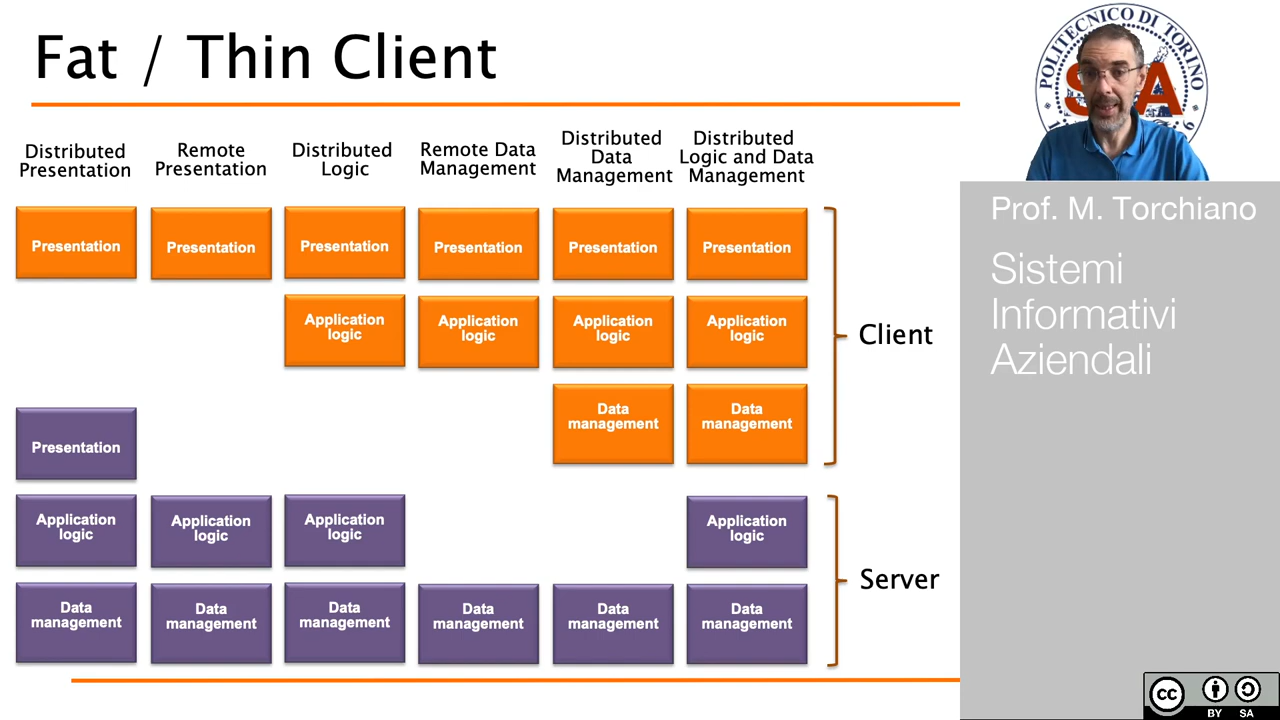 Fat / Thin Client
Distributed
Presentation
Remote
Presentation
Distributed
Logic
Remote Data
Management
Distributed
Data
Management
Distributed
Logic and Data
Management
Presentation
Presentation
Presentation
Presentation
Presentation
Presentation
Application
logic
Application
logic
Application
logic
Application
logic
Data
management
Data
management
Client
Presentation
Application
logic
Application
logic
Application
logic
Application
logic
Data
management
Data
management
Data
management
Data
management
Data
management
Data
management
Server
POLITECNICO DI TORINO
Prof. M. Torchiano
Sistemi
Informativi
Aziendali
cc
BY SA